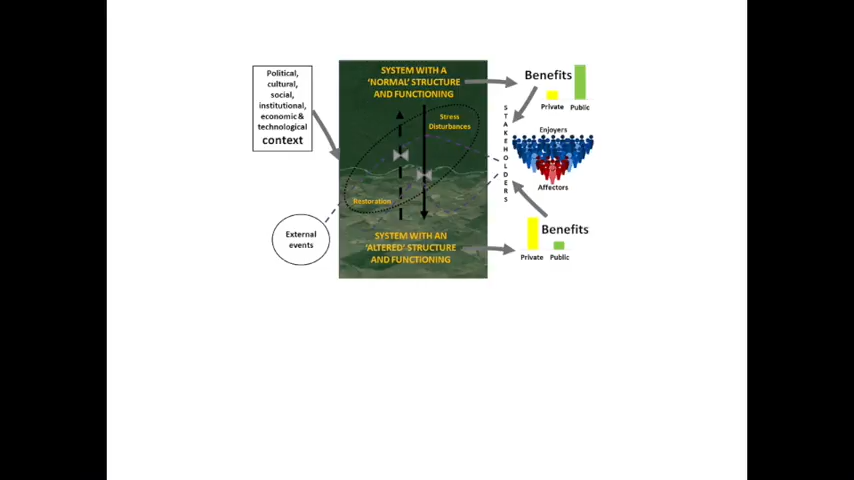 Political,
cultural,
social,
institutional,
economic &
technological
context
External
events
SYSTEM WITH A
'NORMAL' STRUCTURE
AND FUNCTIONING
Stress
Disturbances
Restoration
SYSTEM WITH AN
'ALTERED' STRUCTURE
AND FUNCTIONING
Benefits
Private Public
STAKEHOLDERS
Enjoyers
Affectors
Benefits
Private Public